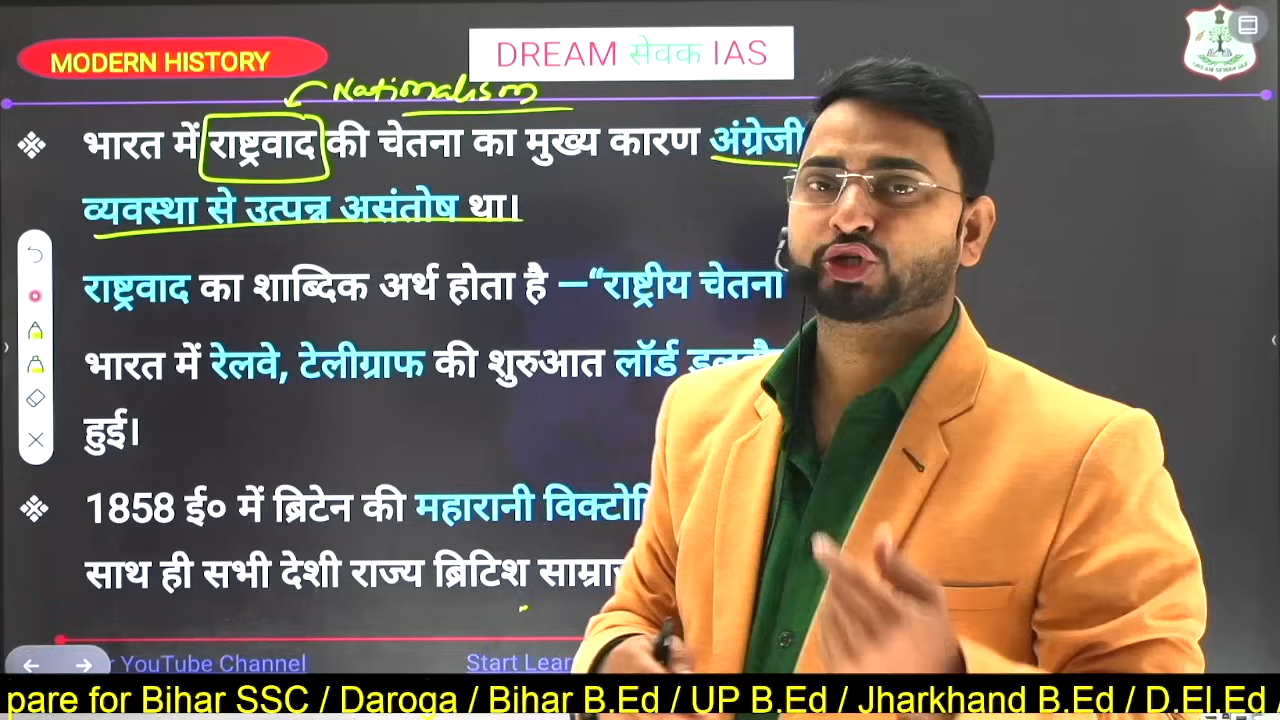 MODERN HISTORY
DREAM सेवक IAS
Nationalism
भारत में राष्ट्रवाद की चेतना का मुख्य कारण अंग्रेजी
व्यवस्था से उत्पन्न असंतोष था।
राष्ट्रवाद का शाब्दिक अर्थ होता है —“राष्ट्रीय चेतना
भारत में रेलवे, टेलीग्राफ की शुरुआत लॉर्ड
हुई।
1858 ई० में ब्रिटेन की महारानी
साथ ही सभी देशी राज्य ब्रिटिश
YouTube Channel
Start
pare for Bihar SSC / Daroga / Bihar B.Ed / UP B.Ed / Jharkhand B.Ed / D.El.Ed /